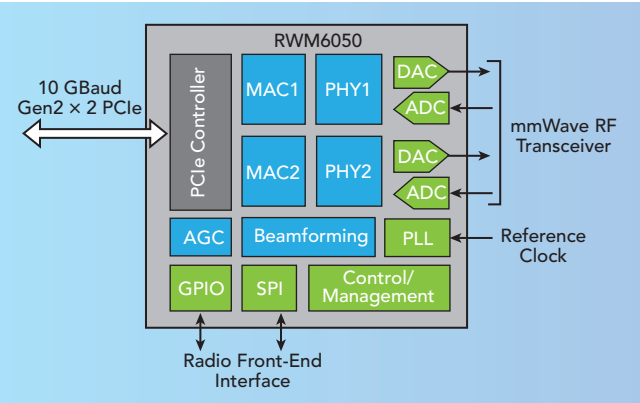 RWM6050
10 GBaud
Gen2 × 2 PCIe
PCIe Controller
MAC1
PHY1
DAC
ADC
MAC2
PHY2
DAC
ADC
mmWave RF
Transceiver
AGC
Beamforming
PLL
Reference
Clock
GPIO
SPI
Control/
Management
Radio Front-End
Interface